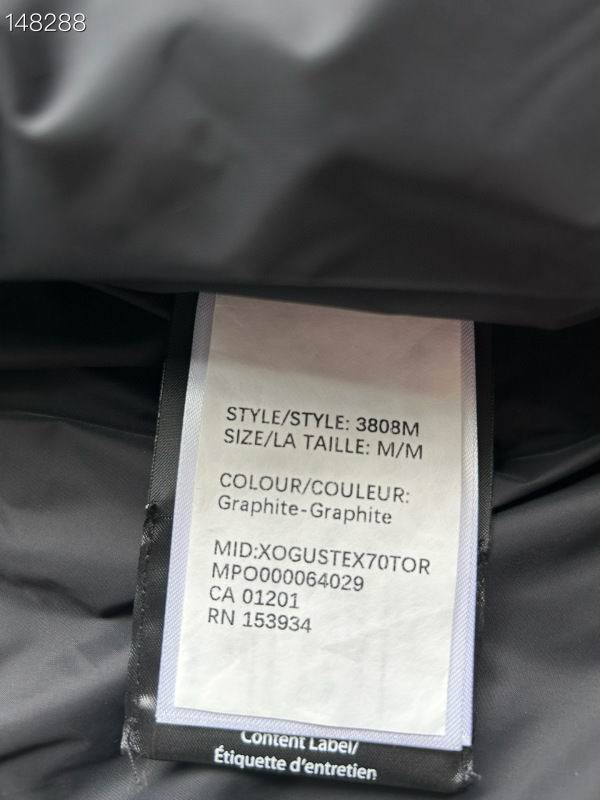 148288
STYLE/STYLE: 3808M
SIZE/LA TAILLE: M/M
COLOUR/COULEUR:
Graphite-Graphite
MID:XOGUSTEX70TOR
MPO000064029
CA 01201
RN 153934
Content Label/
Étiquette d'entretien